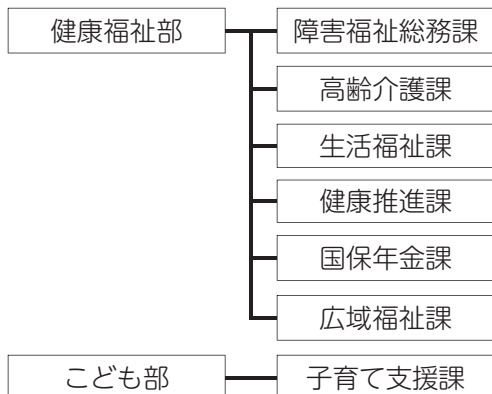 健康福祉部
障害福祉総務課
高齢介護課
生活福祉課
健康推進課
国保年金課
広域福祉課
こども部
子育て支援課